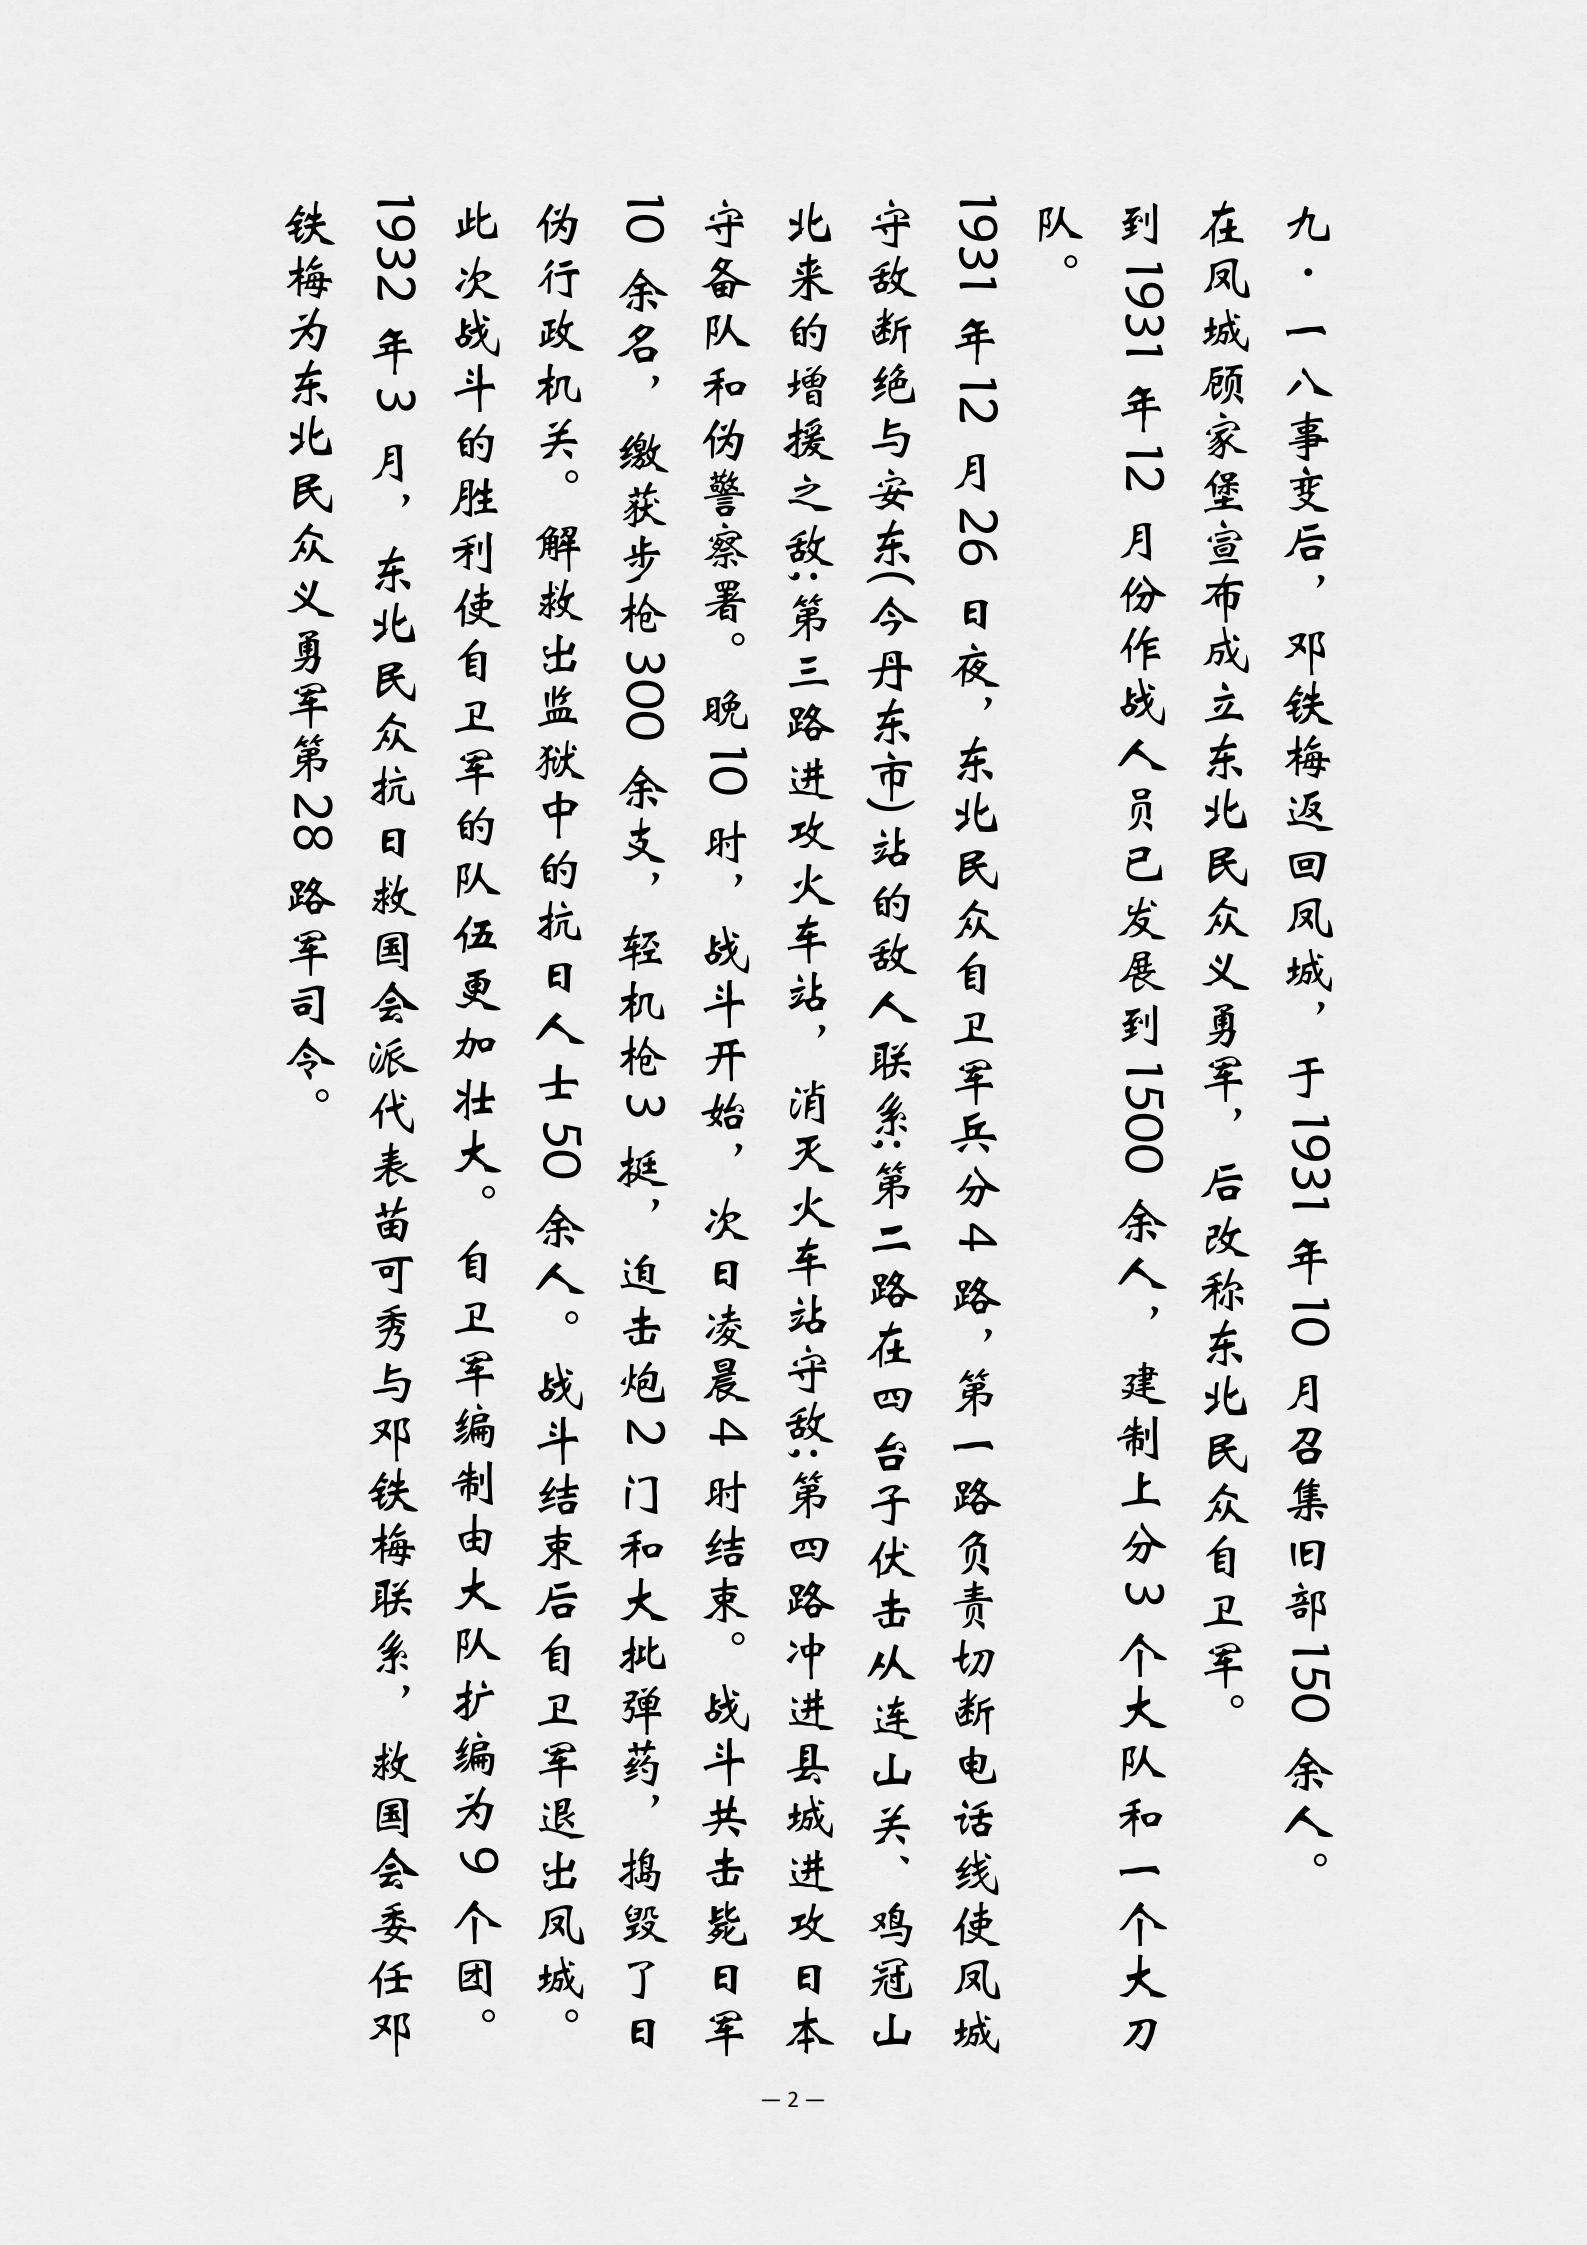 九·一八事变后，邓铁梅返回凤城，于1931年10月召集旧部150余人。
在凤城顾家堡宣布成立东北民众义勇军，后改称东北民众自卫军。
到1931年12月份作战人员已发展到1500余人，建制上分3个大队和一个大刀
队。
1931年12月26日夜，东北民众自卫军兵分4路，第一路负责切断电话线使凤城
守敌断绝与安东(今丹东市)站的敌人联系;第二路在四台子伏击从连山关、鸡冠山
北来的增援之敌;第三路进攻火车站，消灭火车站守敌;第四路冲进县城进攻日本
守备队和伪警察署。晚10时，战斗开始，次日凌晨4时结束。战斗共击毙日军
10余名，缴获步枪300余支，轻机枪3挺，迫击炮2门和大批弹药，捣毁了日
伪行政机关。解救出监狱中的抗日人士50余人。战斗结束后自卫军退出凤城。
此次战斗的胜利使自卫军的队伍更加壮大。自卫军编制由大队扩编为9个团。
1932年3月，东北民众抗日救国会派代表苗可秀与邓铁梅联系，救国会委任邓
铁梅为东北民众义勇军第28路军司令。
— 2 —